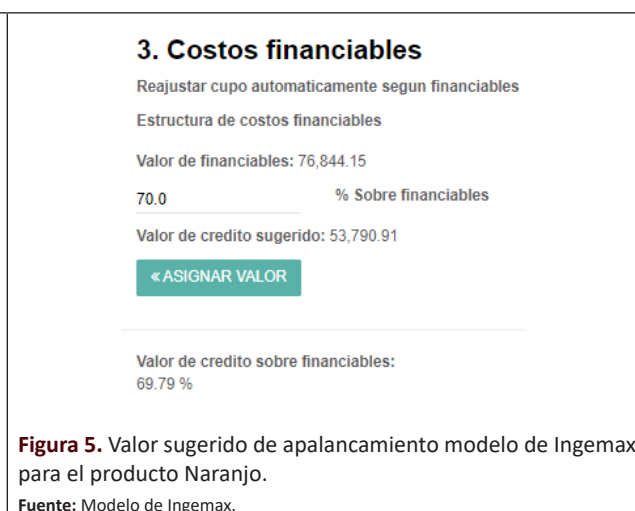 3. Costos financiables
Reajustar cupo automaticamente segun financiables
Estructura de costos financiables
Valor de financiables: 76,844.15
70.0 % Sobre financiables
Valor de credito sugerido: 53,790.91
« ASIGNAR VALOR
Valor de credito sobre financiables:
69.79 %
Figura 5. Valor sugerido de apalancamiento modelo de Ingemax
para el producto Naranjo.
Fuente: Modelo de Ingemax.